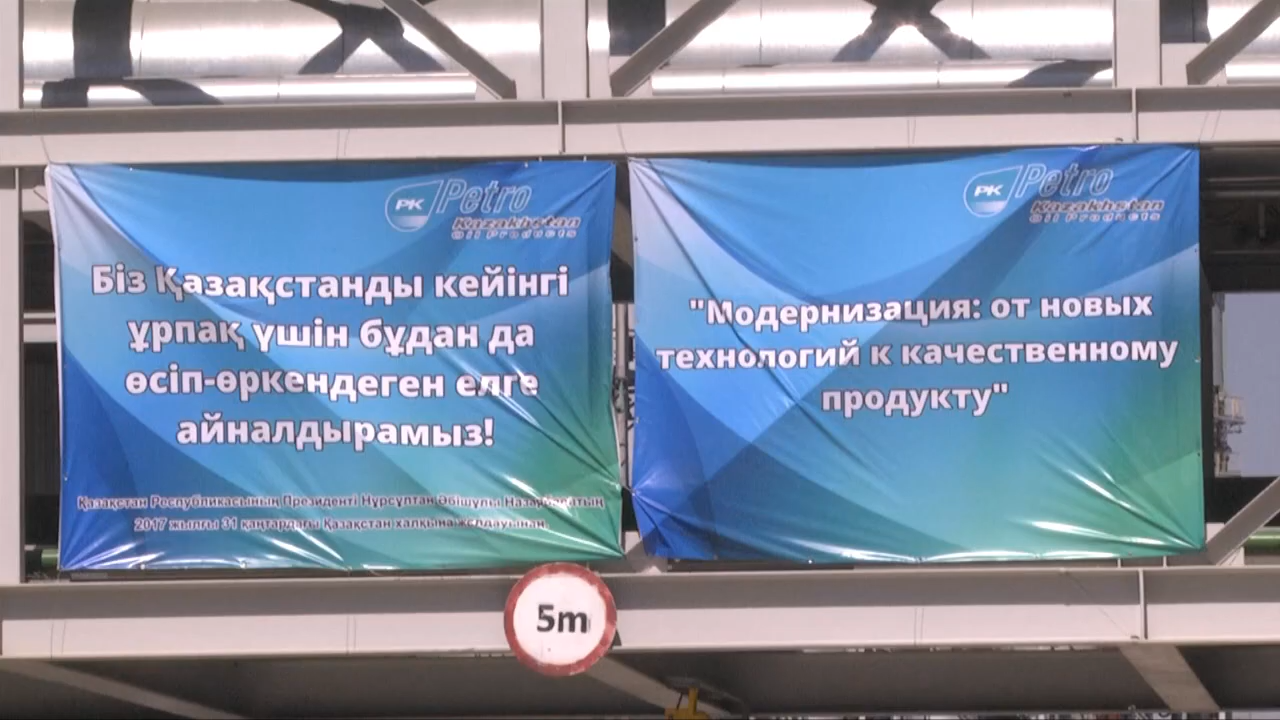 PK Petro
Kazakhstan
Oil Products
Біз Қазақстанды кейінгі
ұрпақ үшін бұдан да
өсіп-өркендеген елге
айналдырамыз!
Қазақстан Республикасының Президенті Нұрсұлтан Әбішұлы Назарбаевтың
2017 жылғы 31 қаңтардағы Қазақстан халқына жолдауынан.
PK Petro
Kazakhstan
Oil Products
"Модернизация: от новых
технологий к качественному
продукту"
5m